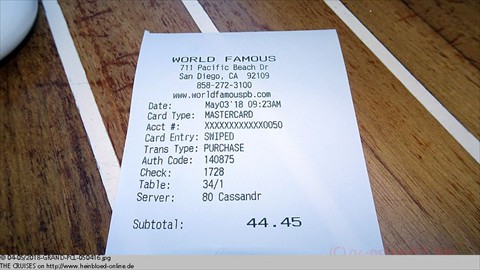 WORLD FAMOUS
711 Pacific Beach Dr
San Diego, CA 92109
858-272-3100
www.worldfamouspb.com
Date: May03'18 09:23AM
Card Type: MASTERCARD
Acct #: XXXXXXXXXXXX0050
Card Entry: SWIPED
Trans Type: PURCHASE
Auth Code: 140875
Check: 1728
Table: 34/1
Server: 80 Cassandr
Subtotal: 44.45
© 04-05/2018-GRAND-PCL-050416.jpg
THE CRUISES on http://www.heinbloed-online.de